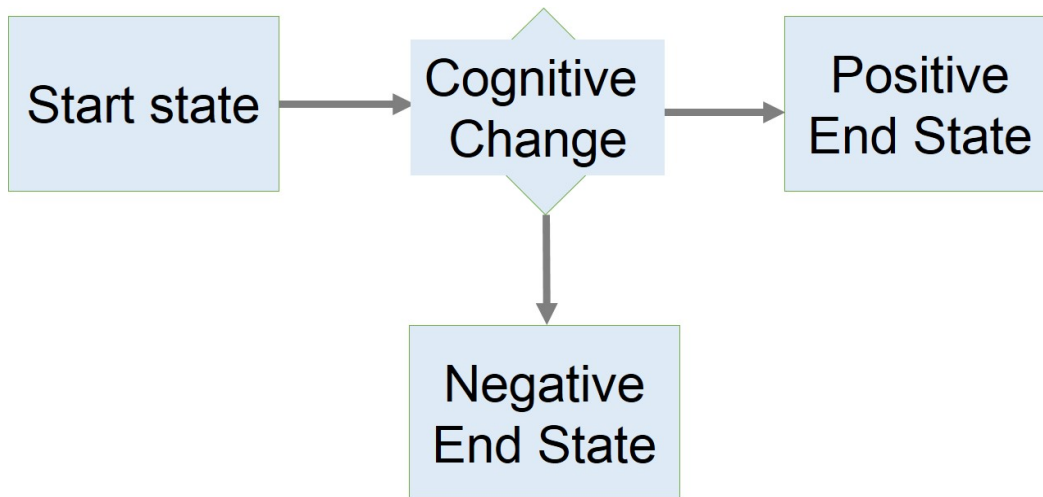 Start state
Cognitive
Change
Positive
End State
Negative
End State